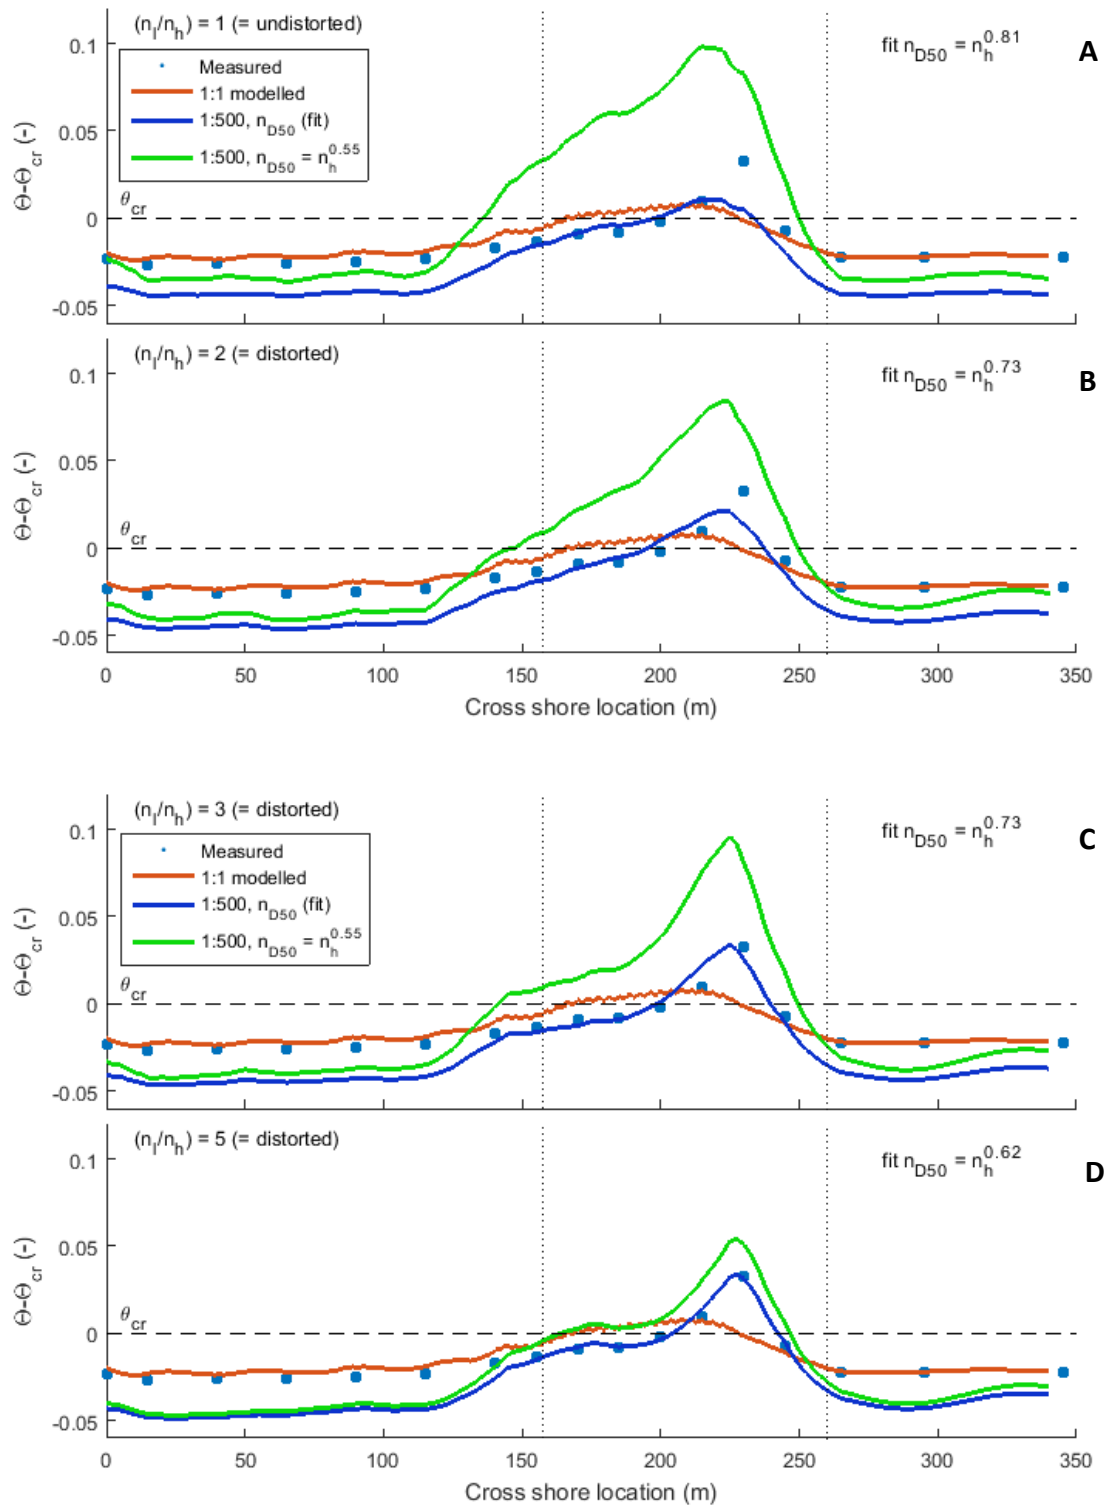 (n_l/n_h) = 1 (= undistorted)
fit n_D50 = n_h^0.81
A
Measured
1:1 modelled
1:500, n_D50 (fit)
1:500, n_D50 = n_h^0.55
0.1
0.05
0
-0.05
Θ-Θ_cr (-)
θ_cr
(n_l/n_h) = 2 (= distorted)
fit n_D50 = n_h^0.73
B
0.1
0.05
0
-0.05
Θ-Θ_cr (-)
θ_cr
0 50 100 150 200 250 300 350
Cross shore location (m)
(n_l/n_h) = 3 (= distorted)
fit n_D50 = n_h^0.73
C
Measured
1:1 modelled
1:500, n_D50 (fit)
1:500, n_D50 = n_h^0.55
0.1
0.05
0
-0.05
Θ-Θ_cr (-)
θ_cr
(n_l/n_h) = 5 (= distorted)
fit n_D50 = n_h^0.62
D
0.1
0.05
0
-0.05
Θ-Θ_cr (-)
θ_cr
0 50 100 150 200 250 300 350
Cross shore location (m)